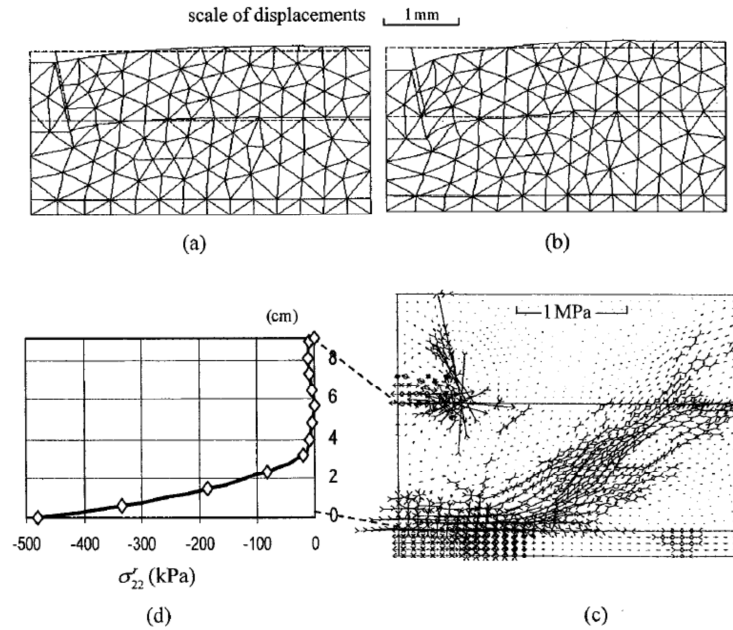 scale of displacements 1 mm
(a) (b)
(cm)
8
6
4
2
0
-500 -400 -300 -200 -100 0
σʳ₂₂ (kPa)
(d)
1 MPa
(c)